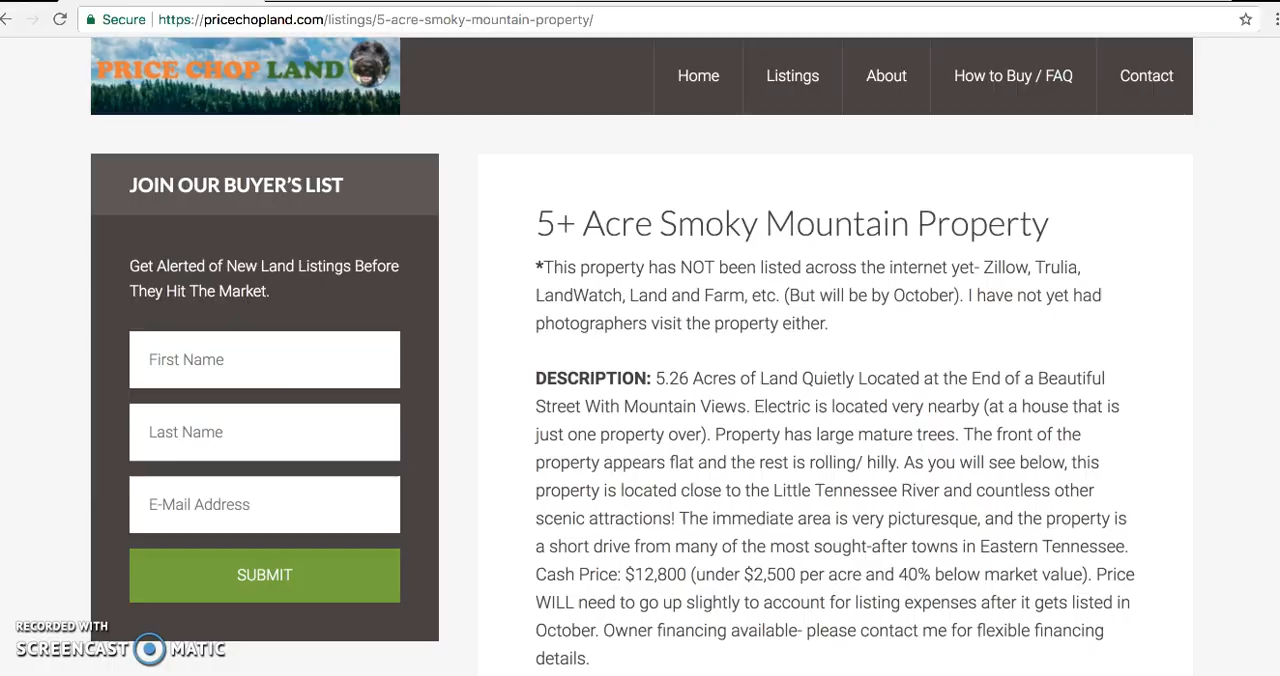 Secure
https://pricechopland.com/listings/5-acre-smoky-mountain-property/
PRICE CHOP LAND
Home
Listings
About
How to Buy / FAQ
Contact
JOIN OUR BUYER'S LIST
Get Alerted of New Land Listings Before
They Hit The Market.
First Name
Last Name
E-Mail Address
SUBMIT
5+ Acre Smoky Mountain Property
*This property has NOT been listed across the internet yet- Zillow, Trulia,
LandWatch, Land and Farm, etc. (But will be by October). I have not yet had
photographers visit the property either.
DESCRIPTION: 5.26 Acres of Land Quietly Located at the End of a Beautiful
Street With Mountain Views. Electric is located very nearby (at a house that is
just one property over). Property has large mature trees. The front of the
property appears flat and the rest is rolling/ hilly. As you will see below, this
property is located close to the Little Tennessee River and countless other
scenic attractions! The immediate area is very picturesque, and the property is
a short drive from many of the most sought-after towns in Eastern Tennessee.
Cash Price: $12,800 (under $2,500 per acre and 40% below market value). Price
WILL need to go up slightly to account for listing expenses after it gets listed in
October. Owner financing available- please contact me for flexible financing
details.
RECORDED WITH
SCREENCAST MATIC